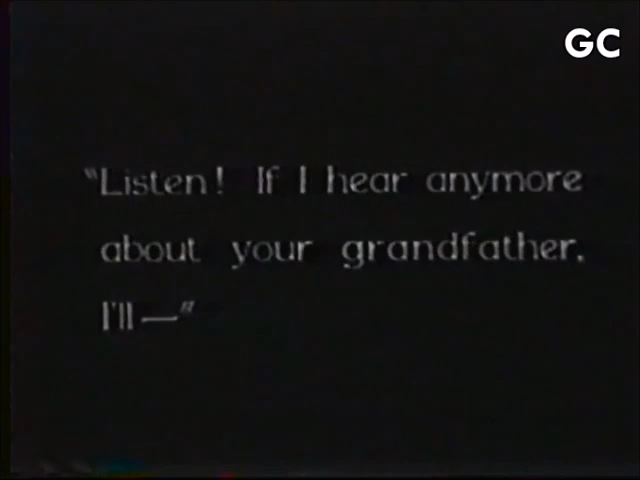 GC
"Listen! If I hear anymore
about your grandfather,
I'll—"